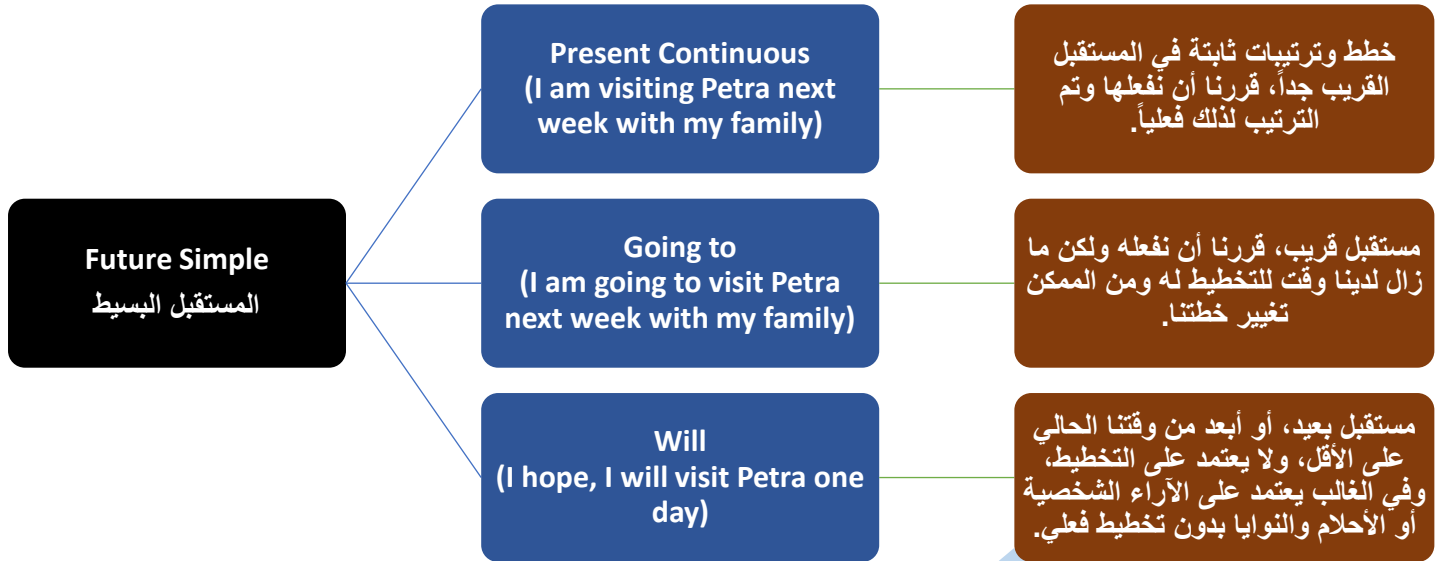 Future Simple
المستقبل البسيط
Present Continuous
(I am visiting Petra next
week with my family)
خطط وترتيبات ثابتة في المستقبل
القريب جداً، قررنا أن نفعلها وتم
الترتيب لذلك فعلياً.
Going to
(I am going to visit Petra
next week with my family)
مستقبل قريب، قررنا أن نفعله ولكن ما
زال لدينا وقت للتخطيط له ومن الممكن
تغيير خطتنا.
Will
(I hope, I will visit Petra one
day)
مستقبل بعيد، أو أبعد من وقتنا الحالي
على الأقل، ولا يعتمد على التخطيط،
وفي الغالب يعتمد على الآراء الشخصية
أو الأحلام والنوايا بدون تخطيط فعلي.